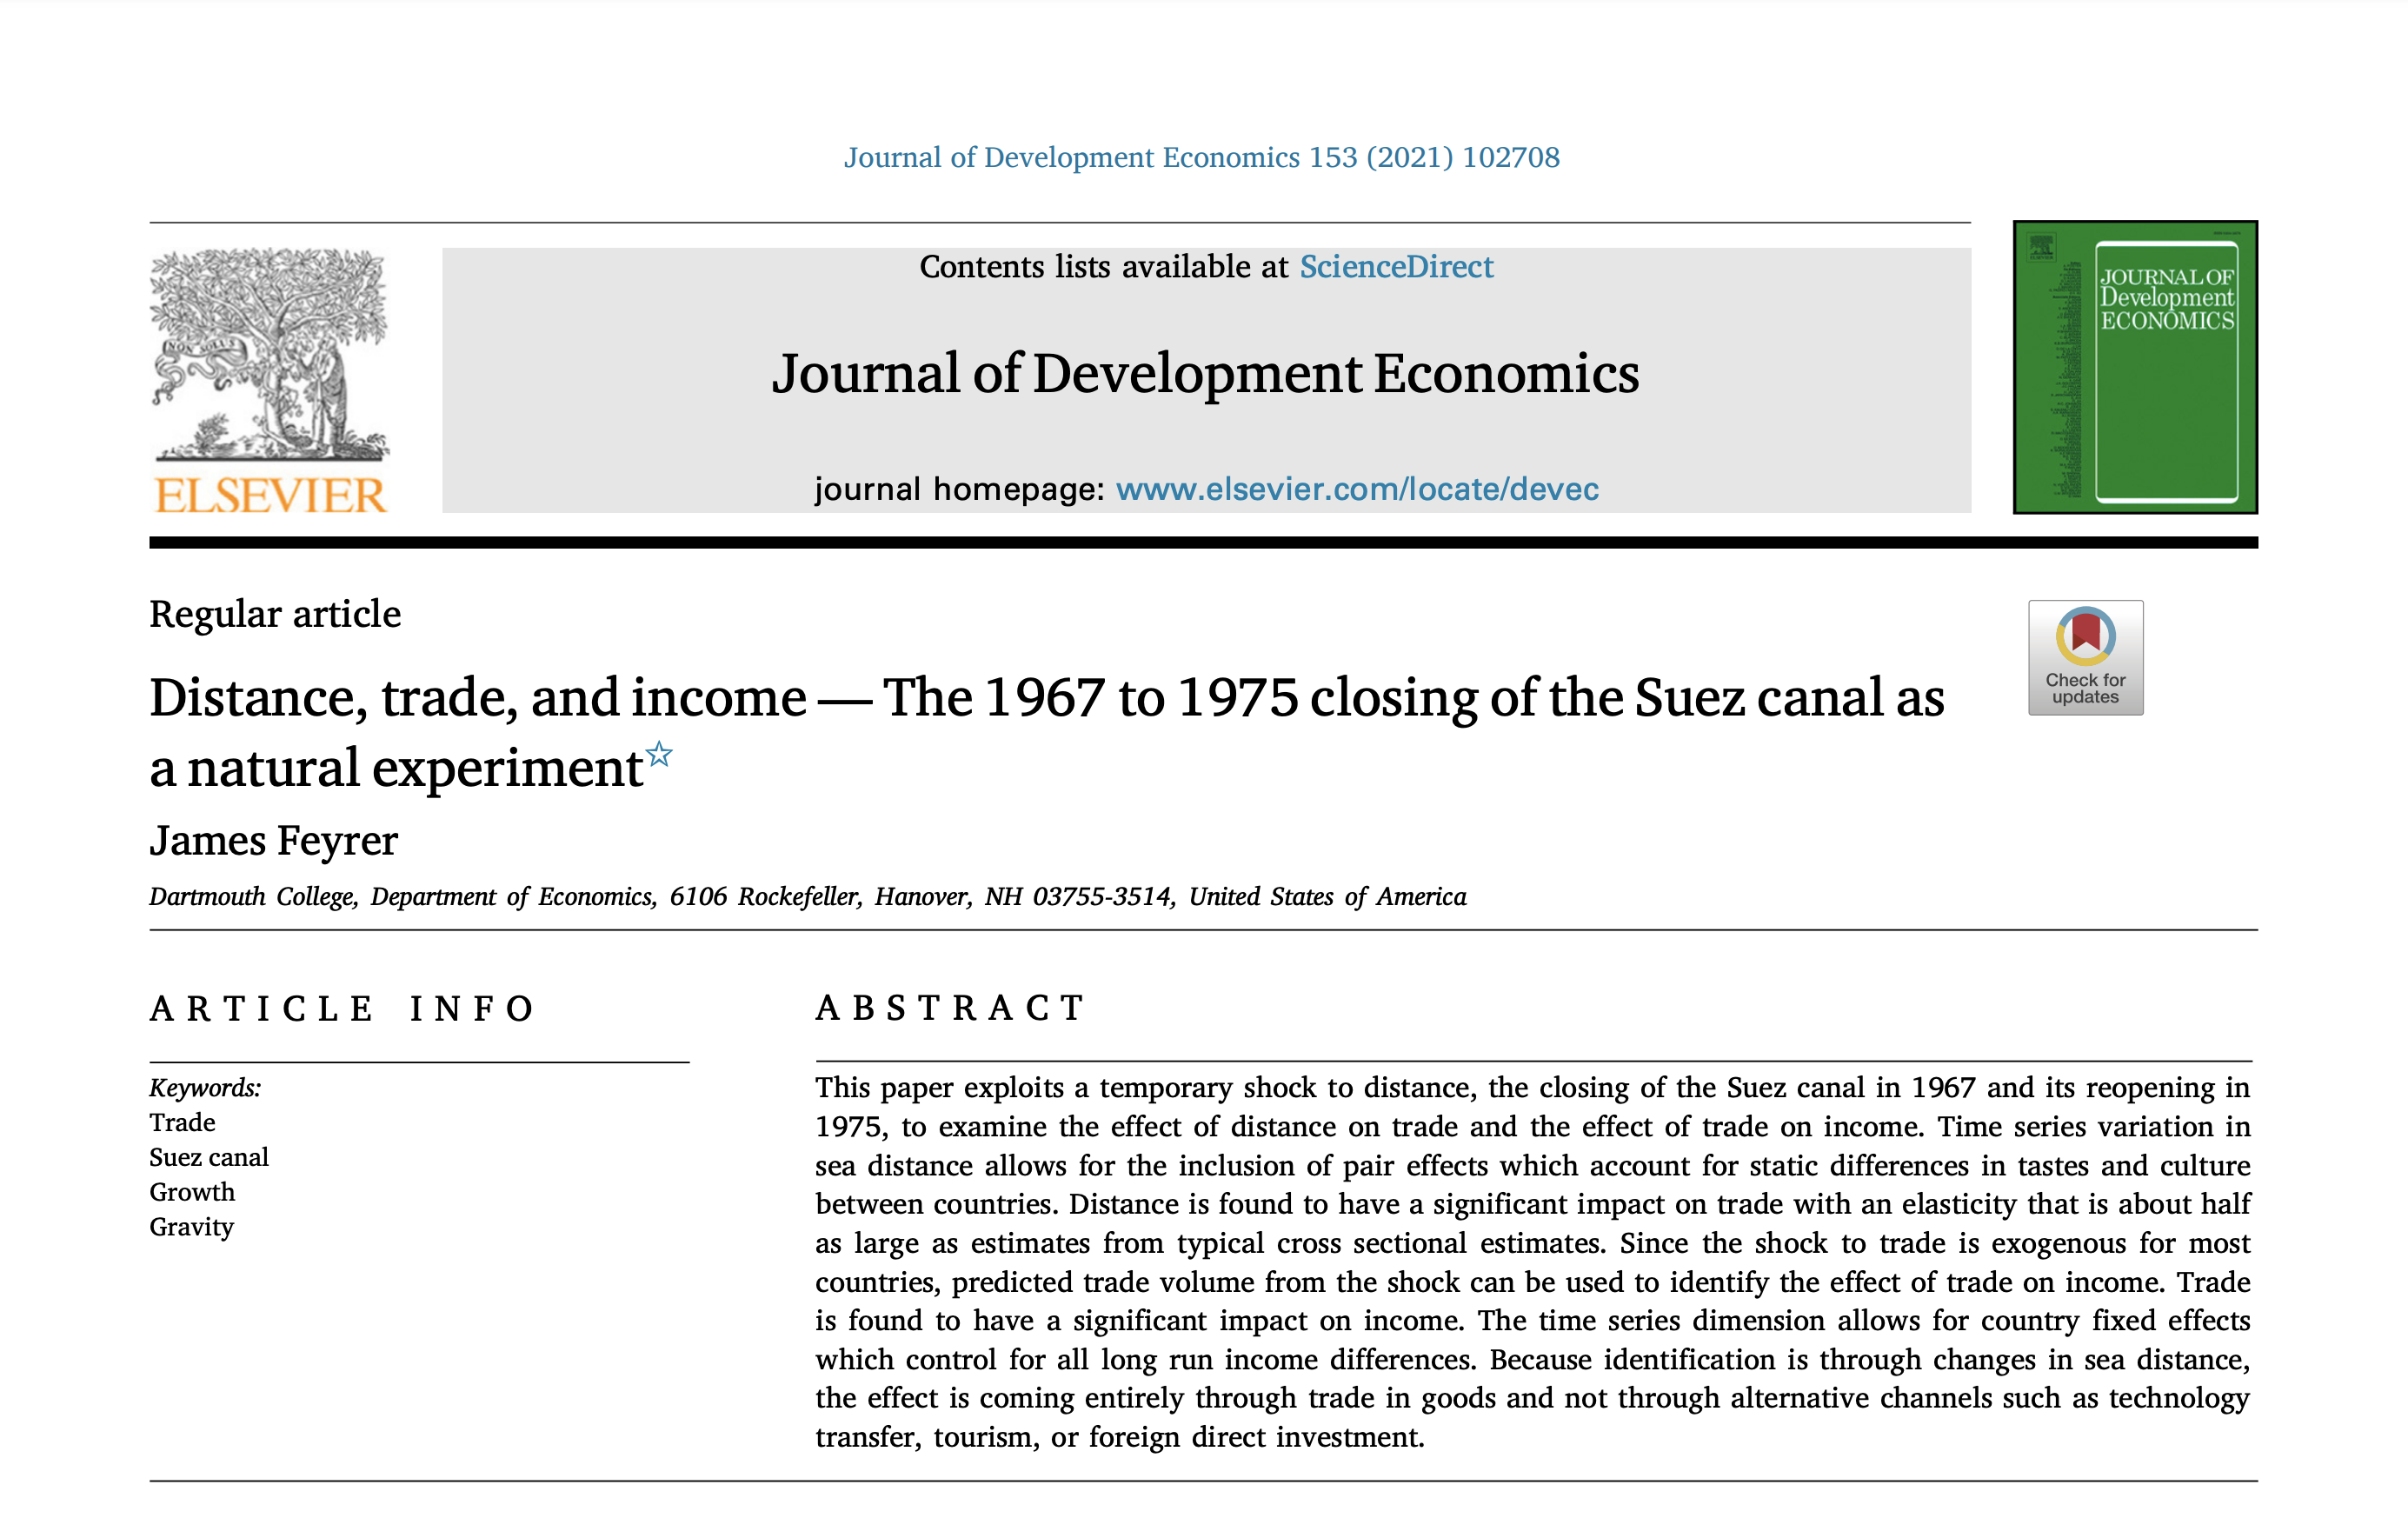 Journal of Development Economics 153 (2021) 102708
Contents lists available at ScienceDirect
Journal of Development Economics
journal homepage: www.elsevier.com/locate/devec
NON SOLUS
ELSEVIER
ELSEVIER
JOURNAL OF
Development
ECONOMICS
Regular article
Check for
updates
Distance, trade, and income — The 1967 to 1975 closing of the Suez canal as
a natural experiment☆
James Feyrer
Dartmouth College, Department of Economics, 6106 Rockefeller, Hanover, NH 03755-3514, United States of America
ARTICLE INFO
Keywords:
Trade
Suez canal
Growth
Gravity
ABSTRACT
This paper exploits a temporary shock to distance, the closing of the Suez canal in 1967 and its reopening in
1975, to examine the effect of distance on trade and the effect of trade on income. Time series variation in
sea distance allows for the inclusion of pair effects which account for static differences in tastes and culture
between countries. Distance is found to have a significant impact on trade with an elasticity that is about half
as large as estimates from typical cross sectional estimates. Since the shock to trade is exogenous for most
countries, predicted trade volume from the shock can be used to identify the effect of trade on income. Trade
is found to have a significant impact on income. The time series dimension allows for country fixed effects
which control for all long run income differences. Because identification is through changes in sea distance,
the effect is coming entirely through trade in goods and not through alternative channels such as technology
transfer, tourism, or foreign direct investment.